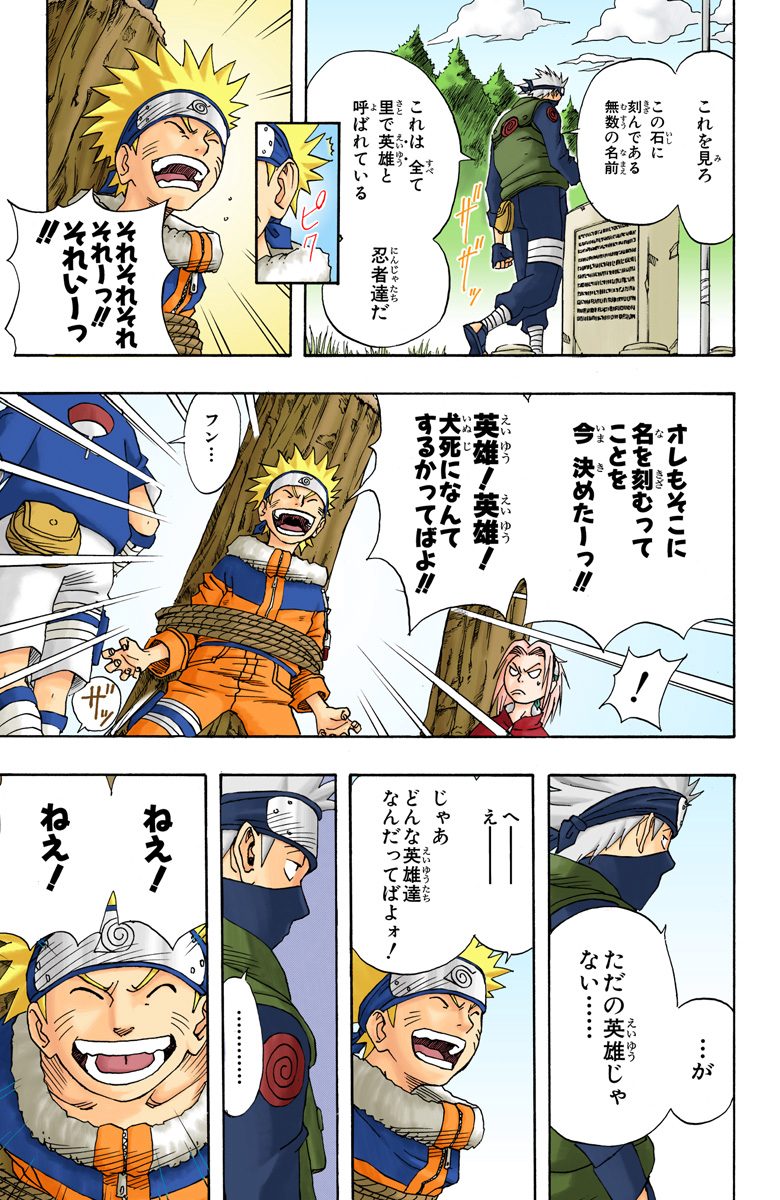 これを見ろ
この石に
刻んである
無数の名前
これは 全て
里で英雄と
呼ばれている
忍者達だ
ザッザッ
ピク
それそれそれ
それーっ!!
それいーっ
!!
オレもそこに
名を刻むって
ことを
今 決めたーっ!!
英雄!英雄!
犬死になんて
するかってばよ!!
フン…
!
ザッ
…が
ただの英雄じゃ
ない……
へー
えー
じゃあ
どんな英雄達
なんだってばよォ!
………
ねえ!
ねえ!